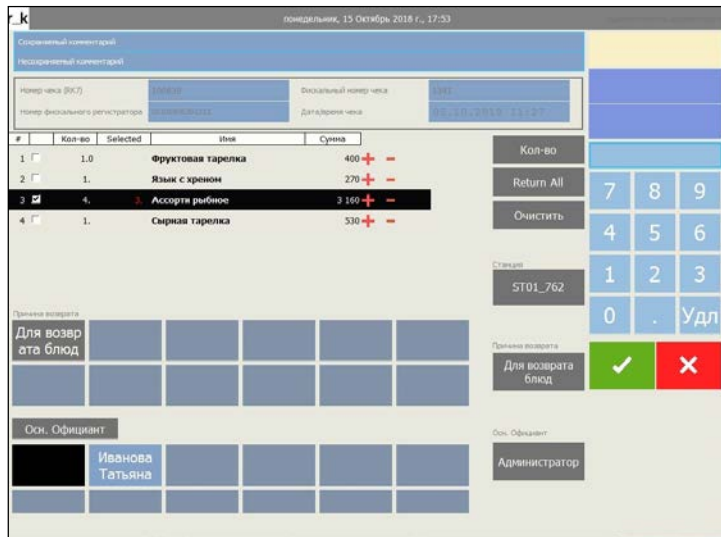 r_k
понедельник, 15 Октябрь 2018 г., 17:53
Сохраняемый комментарий
Несохраняемый комментарий
Номер чека (RK7)
Фискальный номер чека
Номер фискального регистратора
Дата/время чека
# Кол-во Selected Имя Сумма
1 1.0 Фруктовая тарелка 400 + -
2 1. Язык с хреном 270 + -
3 4. 3. Ассорти рыбное 3 160 + -
4 1. Сырная тарелка 530 + -
Кол-во
Return All
Очистить
Станция
ST01_762
Причина возврата
Для возврата
блюд
Осн. Официант
Администратор
Причина возврата
Для возвр
ата блюд
Осн. Официант
Иванова
Татьяна
7 8 9
4 5 6
1 2 3
0 . Удл